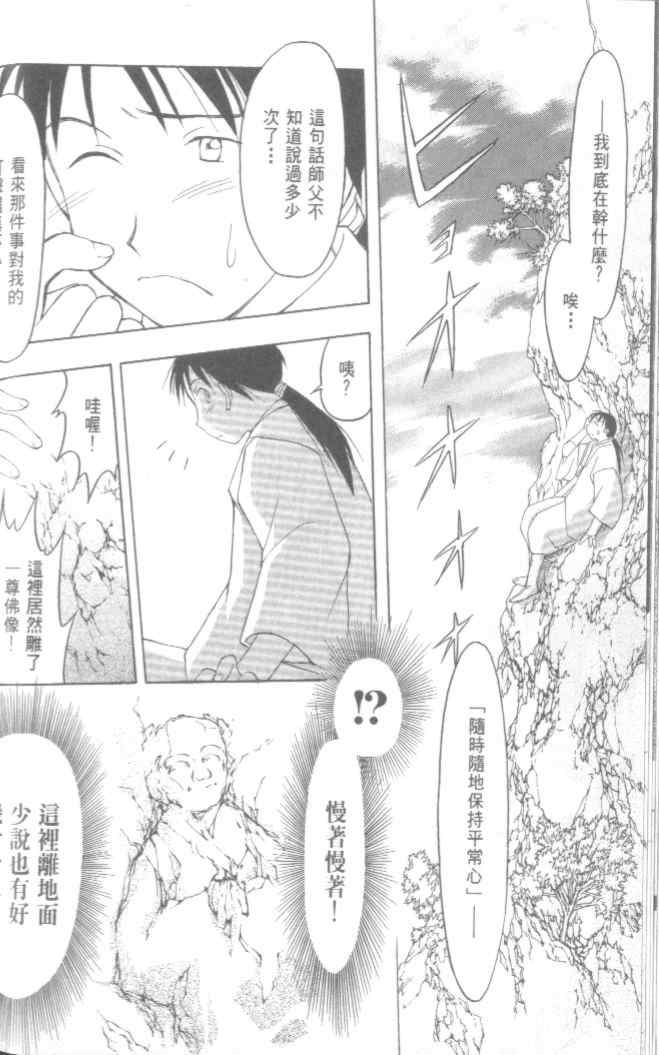 ——我到底在幹什麼?
唉…
「隨時隨地保持平常心」——
這句話師父不
知道說過多少
次了…
看來那件事對我的
咦?
哇喔!
這裡居然雕了
一尊佛像!
!?
慢著慢著!
這裡離地面
少說也有好